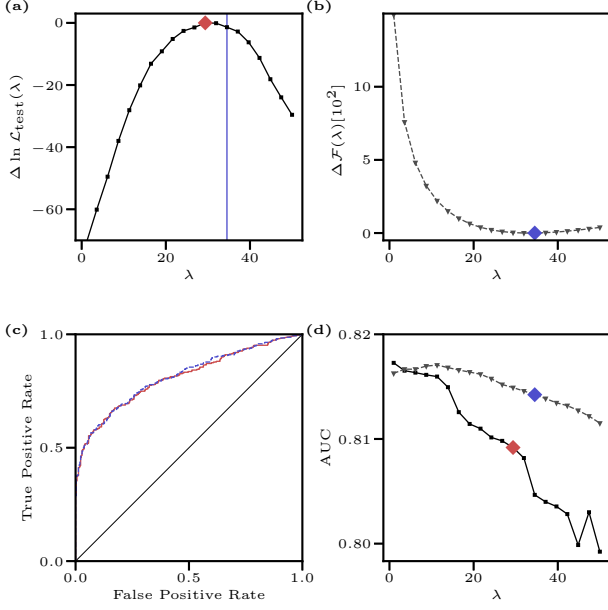 (a)
0
−20
−40
−60
Δ ln ℒtest(λ)
0
20
40
λ
(b)
10
5
0
Δℱ(λ)[10²]
0
20
40
λ
(c)
1.0
0.5
0.0
True Positive Rate
0.0
0.5
1.0
False Positive Rate
(d)
0.82
0.81
0.80
AUC
0
20
40
λ